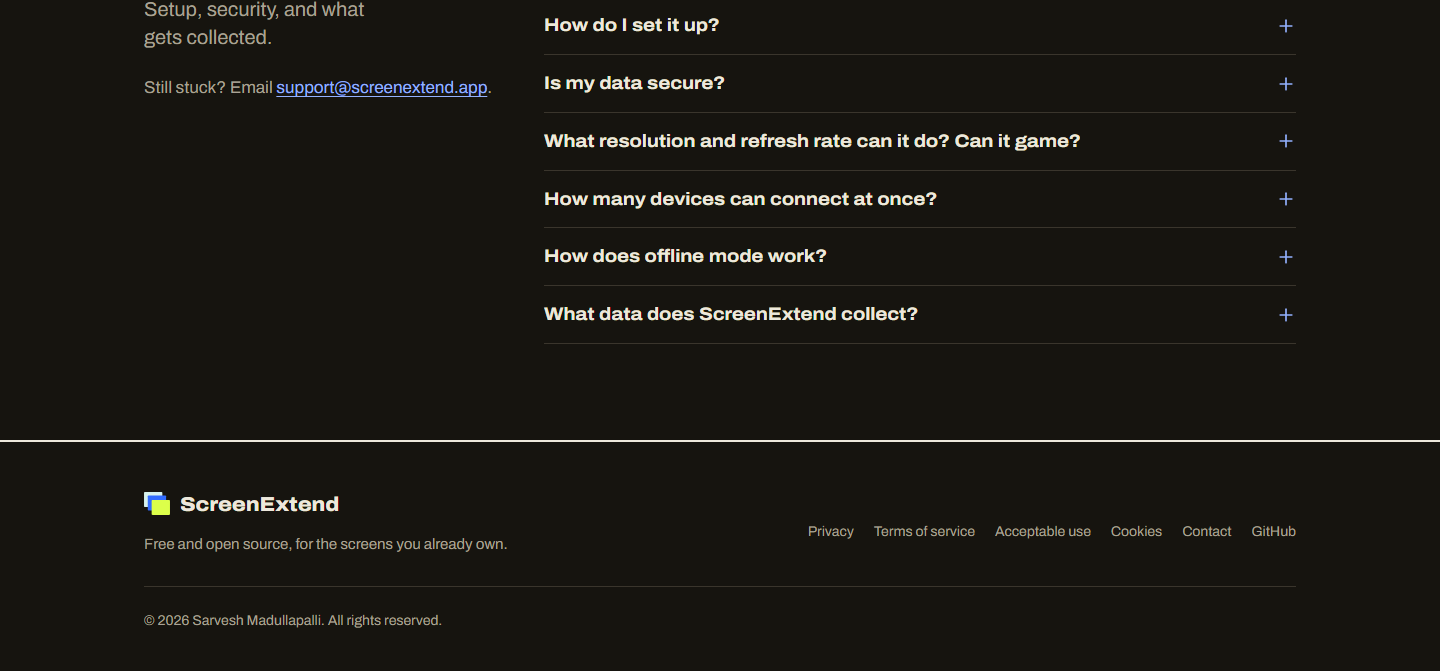 Setup, security, and what
gets collected.
Still stuck? Email support@screenextend.app.
How do I set it up?
Is my data secure?
What resolution and refresh rate can it do? Can it game?
How many devices can connect at once?
How does offline mode work?
What data does ScreenExtend collect?
ScreenExtend
Free and open source, for the screens you already own.
Privacy Terms of service Acceptable use Cookies Contact GitHub
© 2026 Sarvesh Madullapalli. All rights reserved.